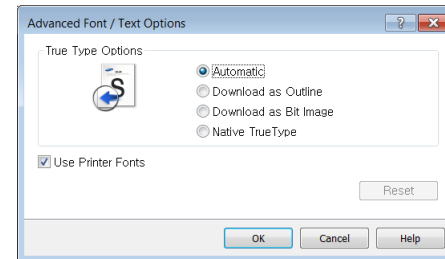 Advanced Font / Text Options
True Type Options
Automatic
Download as Outline
Download as Bit Image
Native TrueType
Use Printer Fonts
Reset
OK Cancel Help